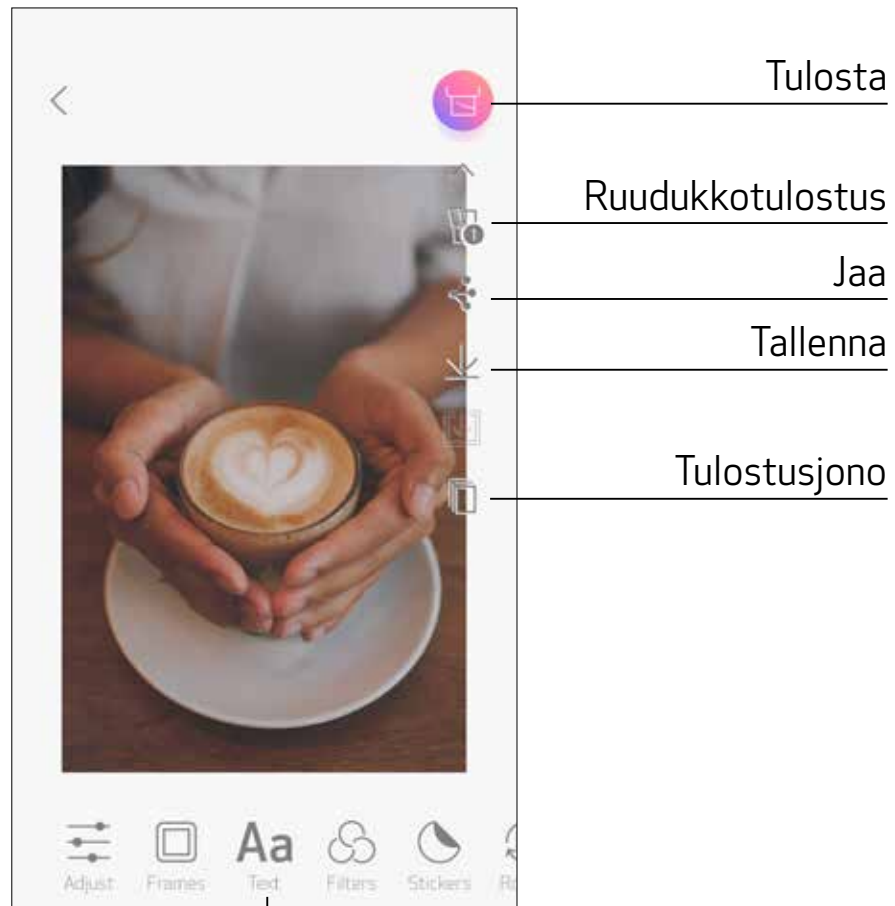 Tulosta
Ruudukkotulostus
Jaa
Tallenna
Tulostusjono
Aa
Adjust Frames Text Filters Stickers